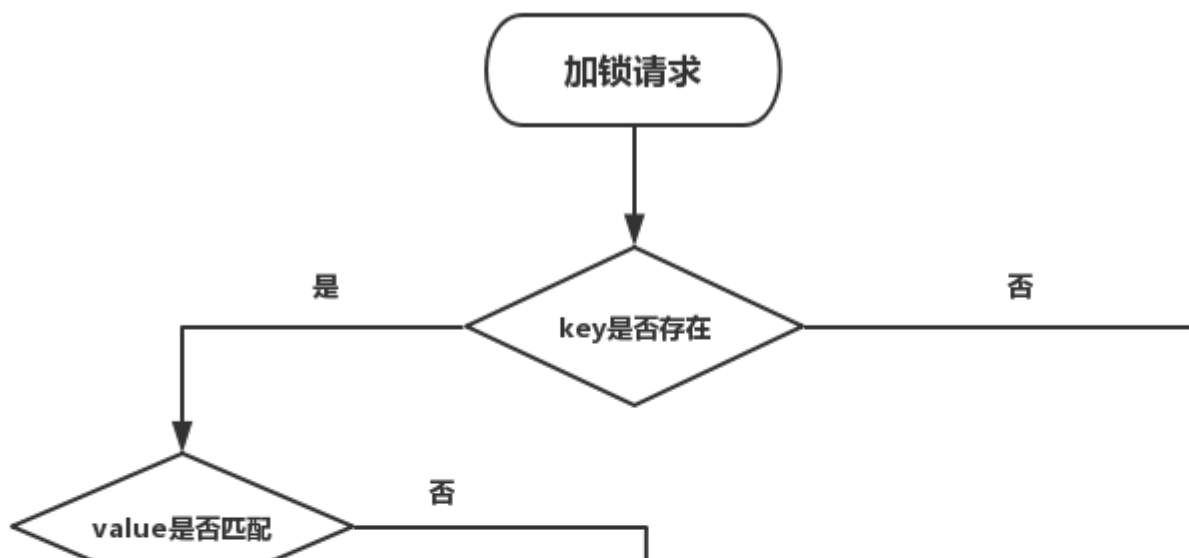 加锁请求
是
否
key是否存在
否
value是否匹配